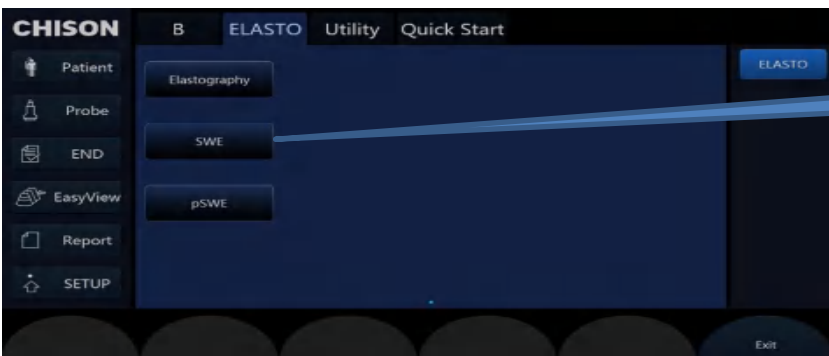 CHISON
B ELASTO Utility Quick Start
Patient
Probe
END
EasyView
Report
SETUP
Elastography
SWE
pSWE
ELASTO
Exit